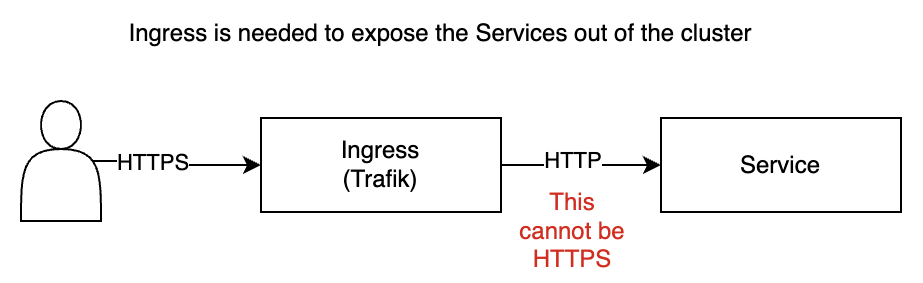 Ingress is needed to expose the Services out of the cluster
HTTPS
Ingress
(Trafik)
HTTP
This
cannot be
HTTPS
Service